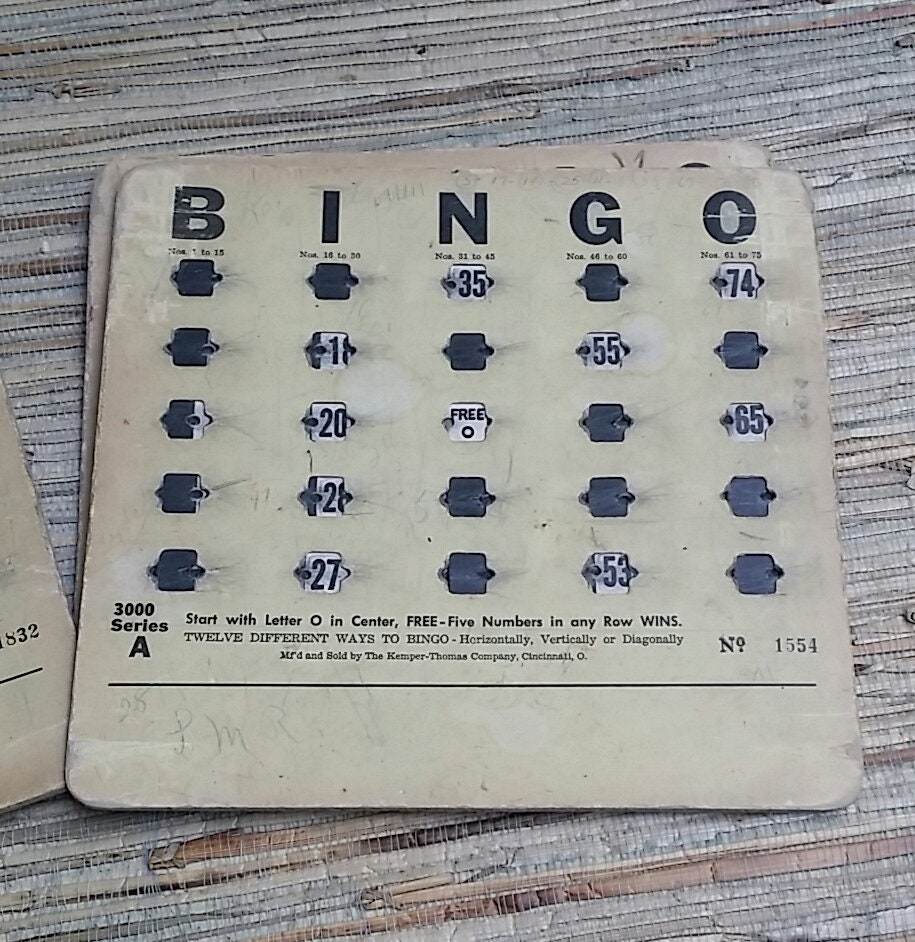 B I N G O
Nos. 1 to 15 Nos. 16 to 30 Nos. 31 to 45 Nos. 46 to 60 Nos. 61 to 75
35 74
55
20 FREE O 65
27 53
3000 Series A
Start with Letter O in Center, FREE-Five Numbers in any Row WINS.
TWELVE DIFFERENT WAYS TO BINGO - Horizontally, Vertically or Diagonally
Mf'd and Sold by The Kemper-Thomas Company, Cincinnati, O.
Nº 1554
P M R
1832